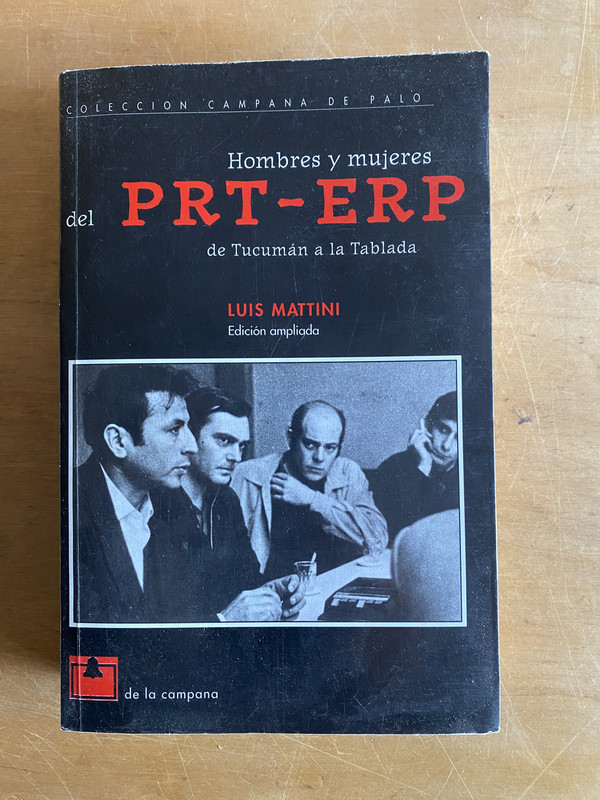 COLECCION CAMPANA DE PALO
Hombres y mujeres
del PRT-ERP
de Tucumán a la Tablada
LUIS MATTINI
Edición ampliada
de la campana